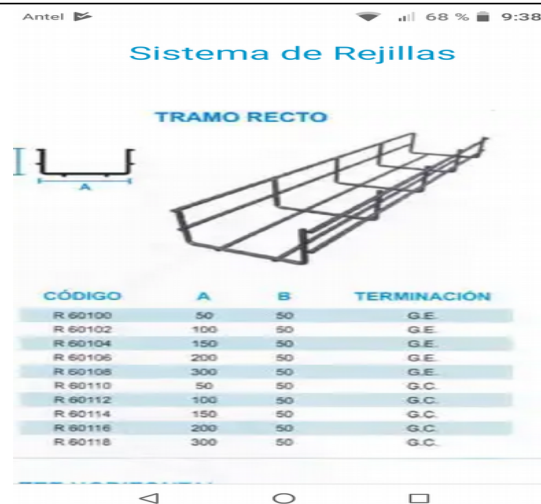 Antel 68 % 9:38
Sistema de Rejillas
TRAMO RECTO
A
CÓDIGO A B TERMINACIÓN
R 60100 50 50 G.E.
R 60102 100 50 G.E.
R 60104 150 50 G.E.
R 60106 200 50 G.E.
R 60108 300 50 G.E.
R 60110 50 50 G.C.
R 60112 100 50 G.C.
R 60114 150 50 G.C.
R 60116 200 50 G.C.
R 60118 300 50 G.C.